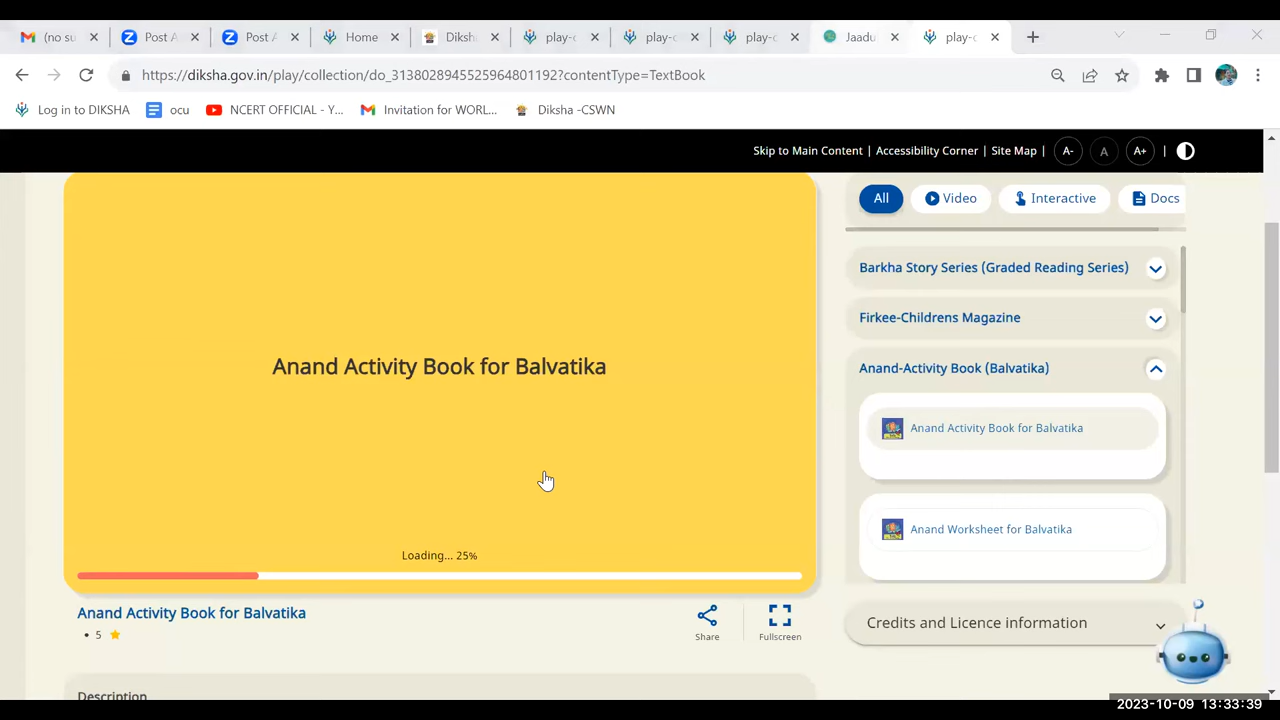 (no su
Post A
Post A
Home
Diksh
play-c
play-c
play-c
Jaadu
play-c
https://diksha.gov.in/play/collection/do_31380289455259648011​92?contentType=TextBook
Log in to DIKSHA
ocu
NCERT OFFICIAL - Y...
Invitation for WORL...
Diksha -CSWN
Skip to Main Content | Accessibility Corner | Site Map | A- A A+ |
All
Video
Interactive
Docs
Barkha Story Series (Graded Reading Series)
Firkee-Childrens Magazine
Anand Activity Book for Balvatika
Anand-Activity Book (Balvatika)
Anand Activity Book for Balvatika
Anand Worksheet for Balvatika
Loading... 25%
Anand Activity Book for Balvatika
• 5
Share
Fullscreen
Credits and Licence information
Description
2023-10-09 13:33:39